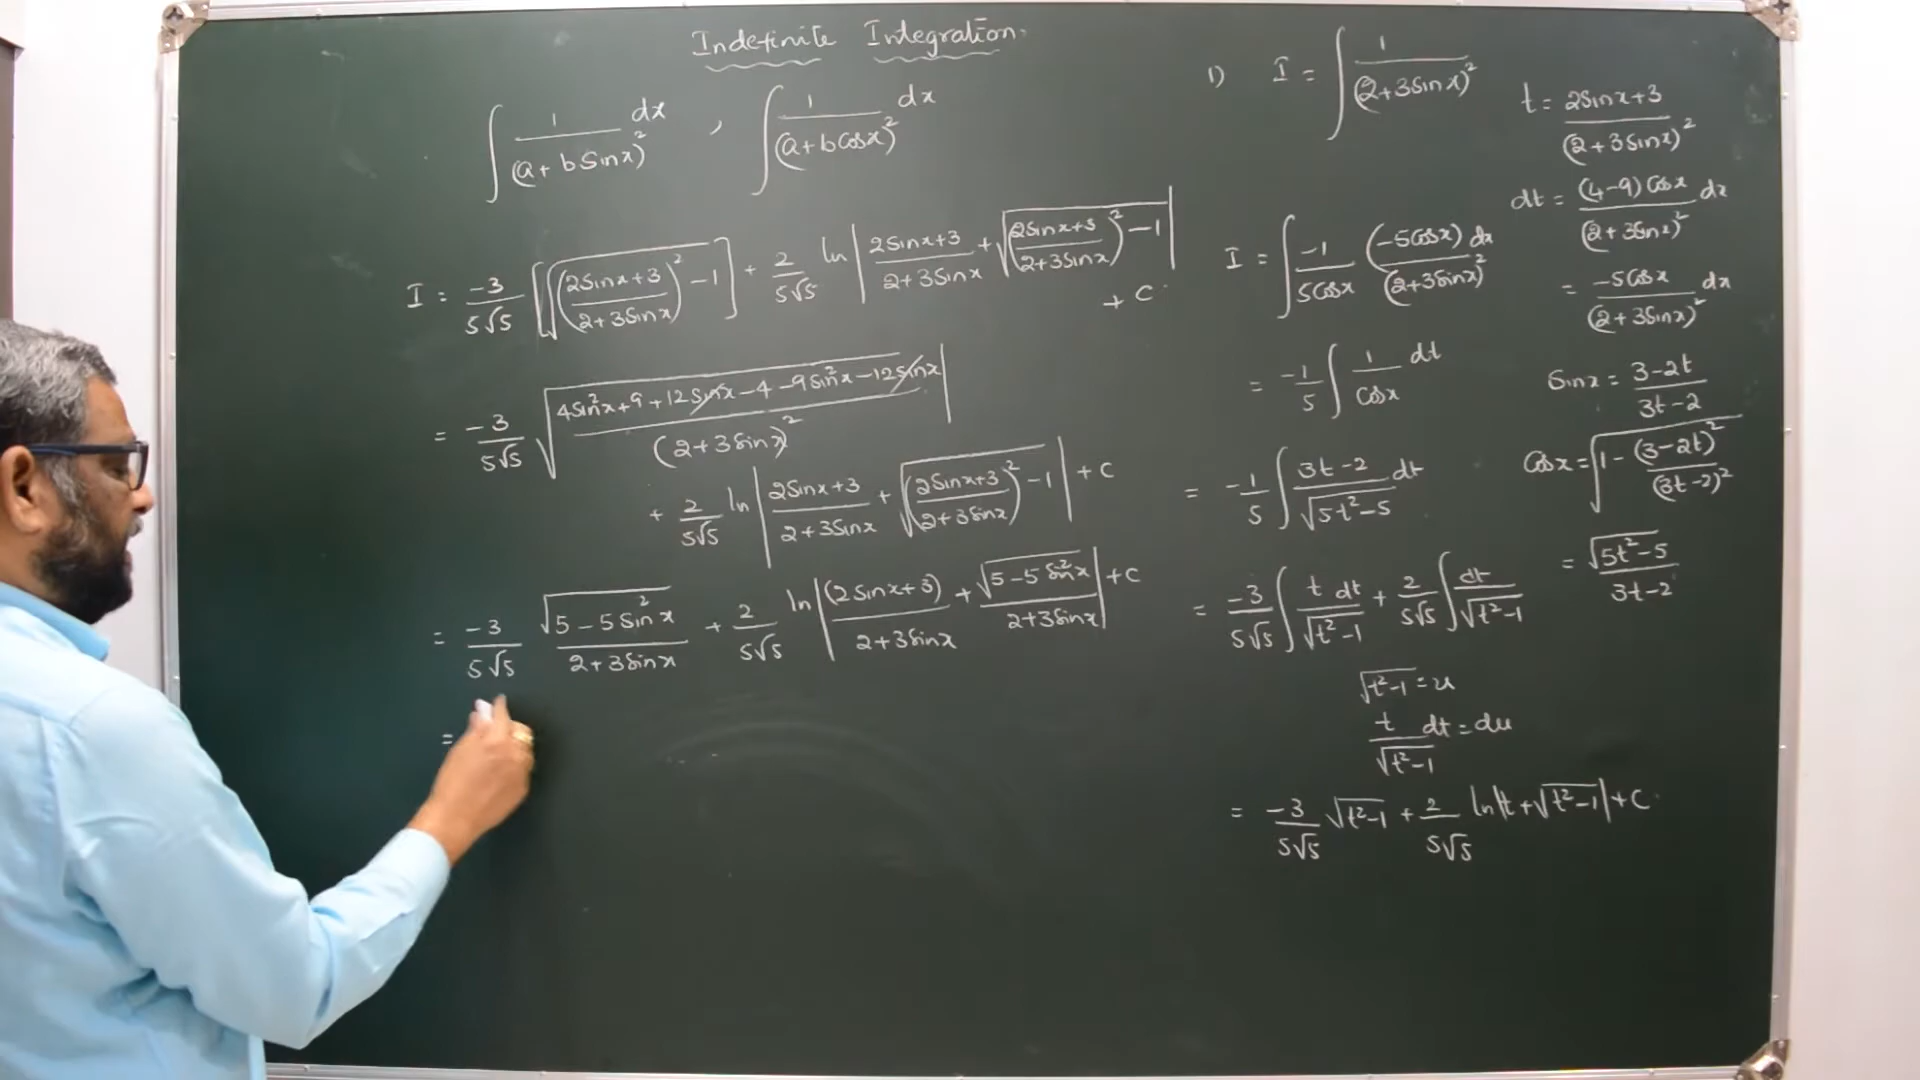 Indefinite Integration.
∫ 1/(a+bSinx)² dx , ∫ 1/(a+bCosx)² dx
I = -3/5√5 [√((2Sinx+3)/(2+3Sinx))² -1] + 2/5√5 ln|(2Sinx+3)/(2+3Sinx) + √((2Sinx+3)/(2+3Sinx))² -1| + C
= -3/5√5 √(4Sin²x+9+12Sinx-4-9Sin²x-12Sinx)/(2+3Sinx)² |
+ 2/5√5 ln|(2Sinx+3)/(2+3Sinx) + √((2Sinx+3)/(2+3Sinx))² -1| + C
= -3/5√5 √(5-5Sin²x)/(2+3Sinx) + 2/5√5 ln|(2Sinx+3)/(2+3Sinx) + √(5-5Sin²x)/(2+3Sinx)| + C
=
1) I = ∫ 1/(2+3Sinx)²
I = ∫ -1/5Cosx (-5Cosx)dx/(2+3Sinx)²
= -1/5 ∫ 1/Cosx dt
= -1/5 ∫ (3t-2)/√(5t²-5) dt
= -3/5√5 ∫ t dt/√(t²-1) + 2/5√5 ∫ dt/√(t²-1)
√(t²-1) = u
t/√(t²-1) dt = du
= -3/5√5 √(t²-1) + 2/5√5 ln|t+√(t²-1)| + C
t = (2Sinx+3)/(2+3Sinx)²
dt = (4-9)Cosx/(2+3Sinx)² dx
= -5Cosx/(2+3Sinx)² dx
Sinx = (3-2t)/(3t-2)
Cosx = √(1-(3-2t)²/(3t-2)²)
= √(5t²-5)/(3t-2)